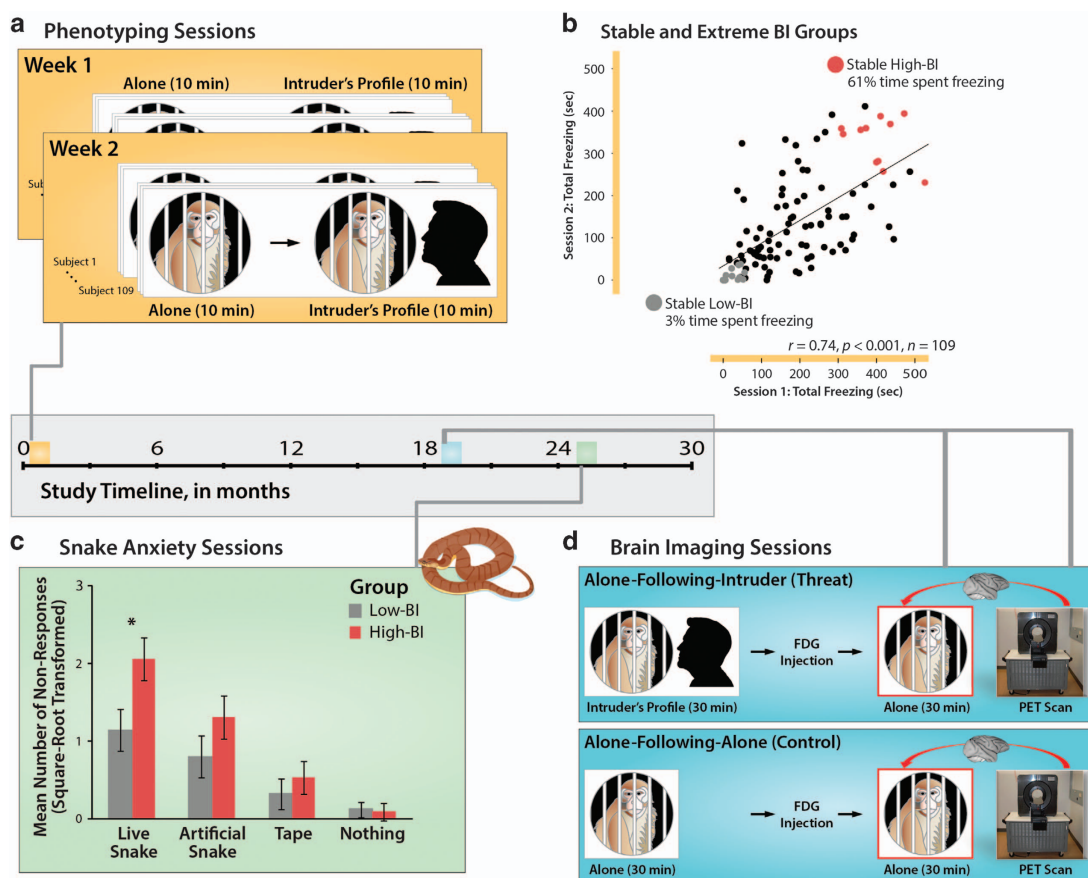 a Phenotyping Sessions
Week 1
Alone (10 min) Intruder's Profile (10 min)
Week 2
Subject 1
Subject 109
Alone (10 min) Intruder's Profile (10 min)
b Stable and Extreme BI Groups
Stable High-BI
61% time spent freezing
Session 2: Total Freezing (sec)
500
400
300
200
100
0
Stable Low-BI
3% time spent freezing
r = 0.74, p < 0.001, n = 109
0 100 200 300 400 500
Session 1: Total Freezing (sec)
0 6 12 18 24 30
Study Timeline, in months
c Snake Anxiety Sessions
Mean Number of Non-Responses
(Square-Root Transformed)
3
2
1
0
Group
Low-BI
High-BI
*
Live
Snake
Artificial
Snake
Tape
Nothing
d Brain Imaging Sessions
Alone-Following-Intruder (Threat)
FDG
Injection
Intruder's Profile (30 min) Alone (30 min) PET Scan
Alone-Following-Alone (Control)
FDG
Injection
Alone (30 min) Alone (30 min) PET Scan